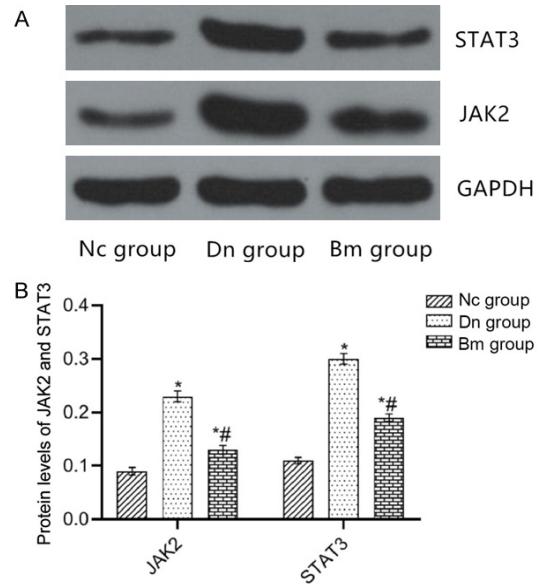 A
STAT3
JAK2
GAPDH
Nc group Dn group Bm group
B
Protein levels of JAK2 and STAT3
0.4
0.3
0.2
0.1
0.0
*
*#
*
*#
JAK2
STAT3
Nc group
Dn group
Bm group